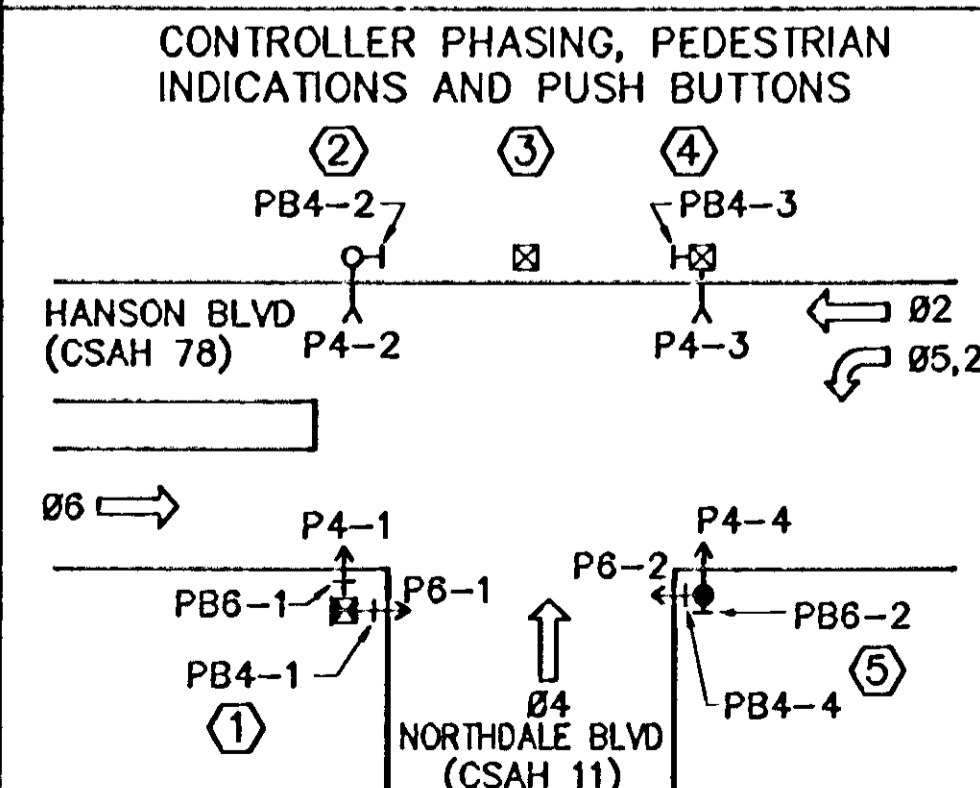 CONTROLLER PHASING, PEDESTRIAN
INDICATIONS AND PUSH BUTTONS
2
3
4
PB4-2
PB4-3
HANSON BLVD
(CSAH 78)
P4-2
P4-3
Ø2
Ø5,2
Ø6
P4-1
P4-4
P6-2
PB6-1
P6-1
PB6-2
PB4-1
5
PB4-4
1
Ø4
NORTHDALE BLVD
(CSAH 11)